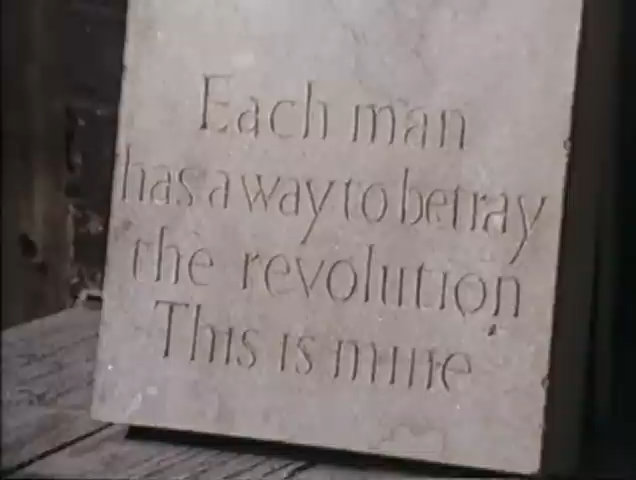 Each man
has a way to betray
the revolution
This is mine